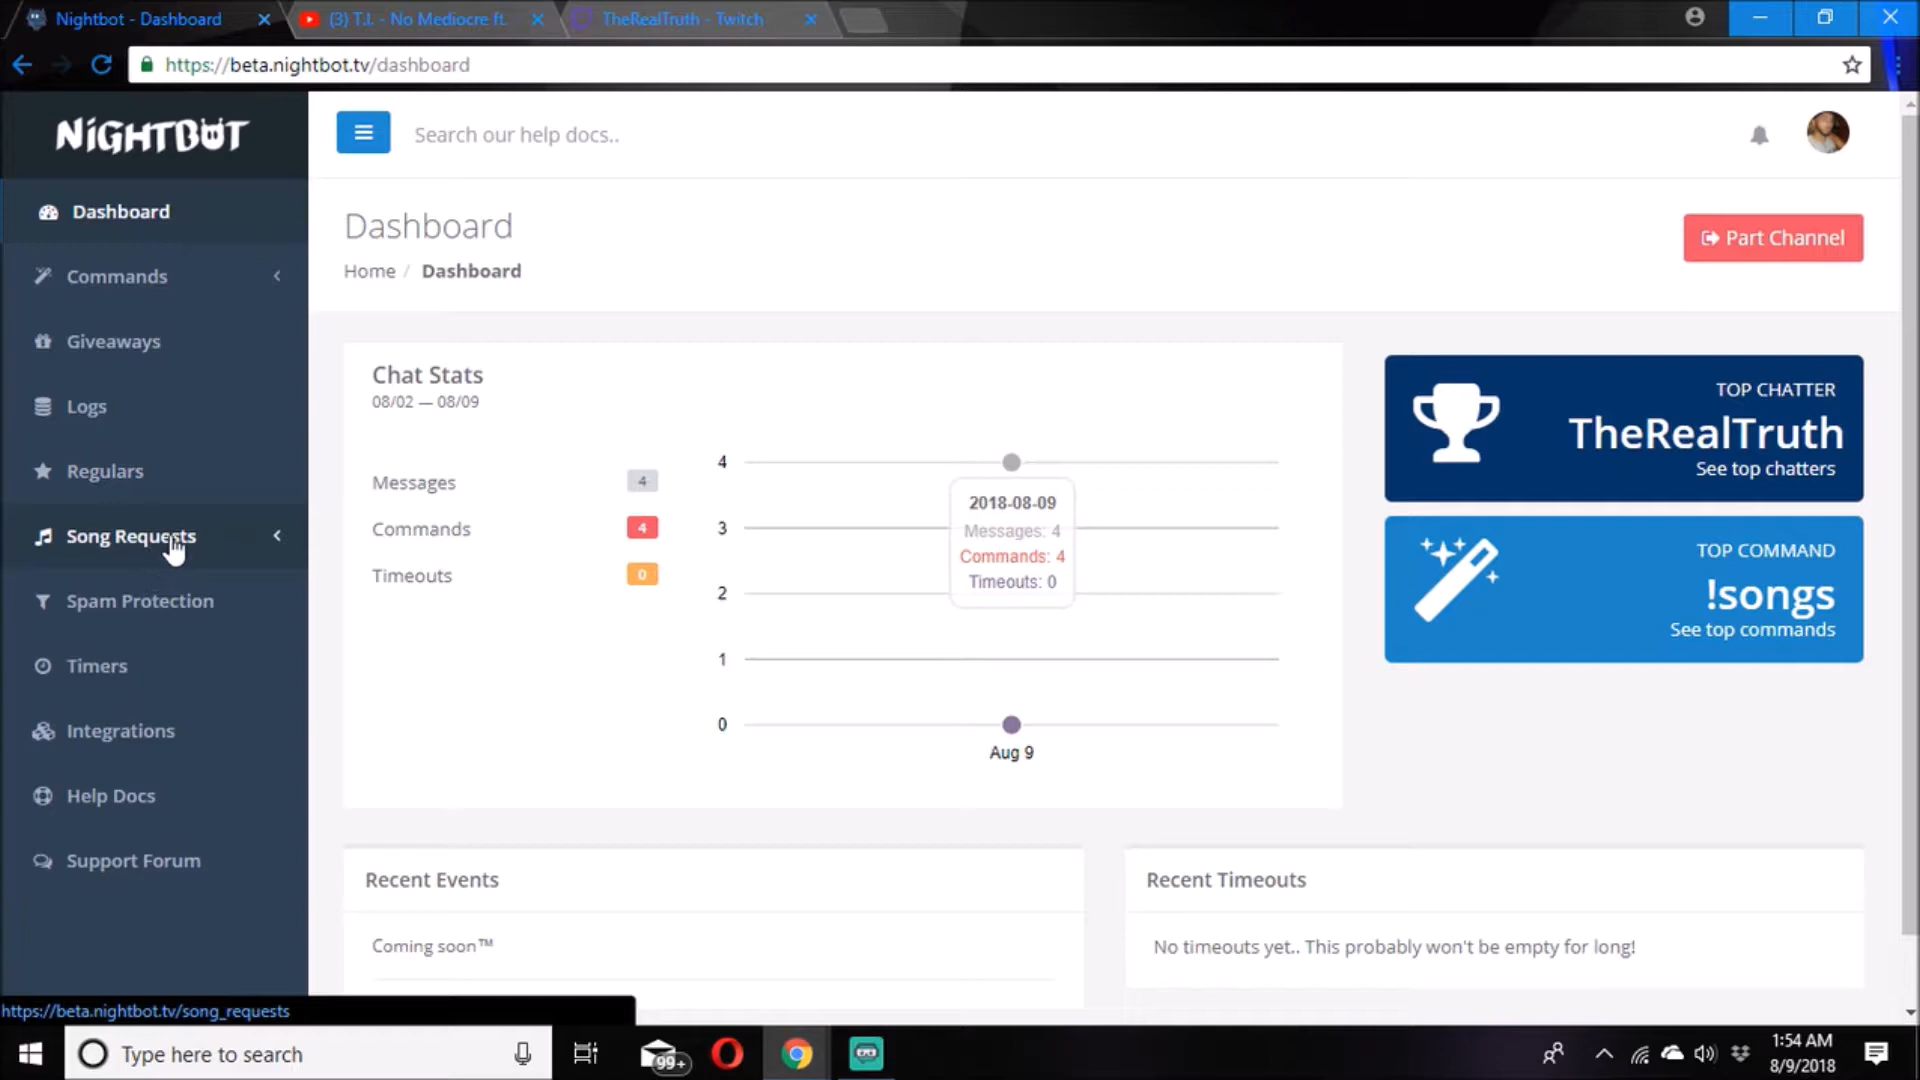 Nightbot - Dashboard
(3) T.I. - No Mediocre ft.
TheRealTruth - Twitch
https://beta.nightbot.tv/dashboard
NIGHTBOT
Search our help docs..
Dashboard
Commands
Giveaways
Logs
Regulars
Song Requests
Spam Protection
Timers
Integrations
Help Docs
Support Forum
Dashboard
Home / Dashboard
Part Channel
Chat Stats
08/02 — 08/09
Messages 4
Commands 4
Timeouts 0
4
3
2
1
0
2018-08-09
Messages: 4
Commands: 4
Timeouts: 0
Aug 9
TOP CHATTER
TheRealTruth
See top chatters
TOP COMMAND
!songs
See top commands
Recent Events
Coming soon™
Recent Timeouts
No timeouts yet.. This probably won't be empty for long!
https://beta.nightbot.tv/song_requests
Type here to search
99+
1:54 AM
8/9/2018